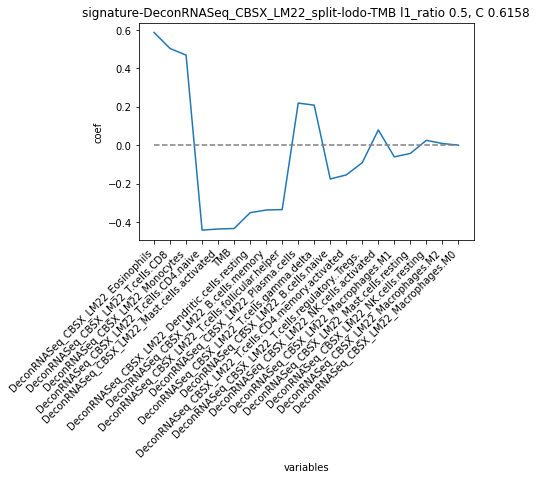 signature-DeconRNASeq_CBSX_LM22_split-lodo-TMB l1_ratio 0.5, C 0.6158
0.6
0.4
0.2
0.0
−0.2
−0.4
coef
DeconRNASeq_CBSX_LM22_Eosinophils
DeconRNASeq_CBSX_LM22_T.cells.CD8
DeconRNASeq_CBSX_LM22_Monocytes
DeconRNASeq_CBSX_LM22_T.cells.CD4.naive
DeconRNASeq_CBSX_LM22_Mast.cells.activated
TMB
DeconRNASeq_CBSX_LM22_Dendritic.cells.resting
DeconRNASeq_CBSX_LM22_B.cells.memory
DeconRNASeq_CBSX_LM22_T.cells.follicular.helper
DeconRNASeq_CBSX_LM22_Plasma.cells
DeconRNASeq_CBSX_LM22_T.cells.gamma.delta
DeconRNASeq_CBSX_LM22_B.cells.naive
DeconRNASeq_CBSX_LM22_T.cells.CD4.memory.activated
DeconRNASeq_CBSX_LM22_T.cells.regulatory..Tregs.
DeconRNASeq_CBSX_LM22_NK.cells.activated
DeconRNASeq_CBSX_LM22_Macrophages.M1
DeconRNASeq_CBSX_LM22_Mast.cells.resting
DeconRNASeq_CBSX_LM22_NK.cells.resting
DeconRNASeq_CBSX_LM22_Macrophages.M2
DeconRNASeq_CBSX_LM22_Macrophages.M0
variables